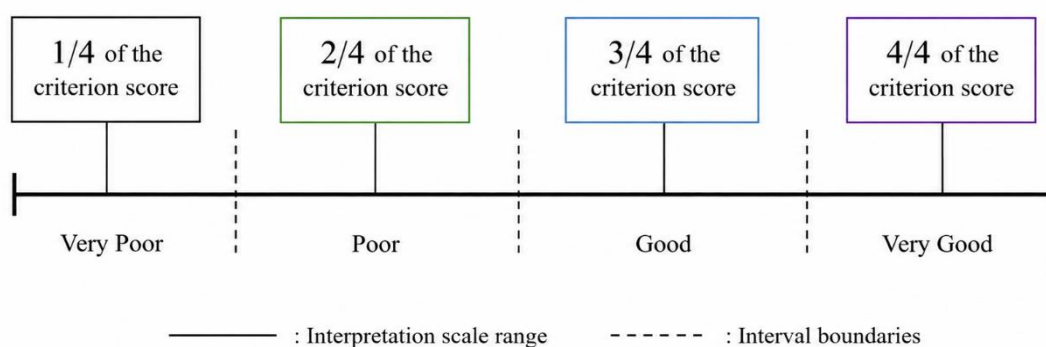 1/4 of the
criterion score
2/4 of the
criterion score
3/4 of the
criterion score
4/4 of the
criterion score
Very Poor
Poor
Good
Very Good
: Interpretation scale range
: Interval boundaries